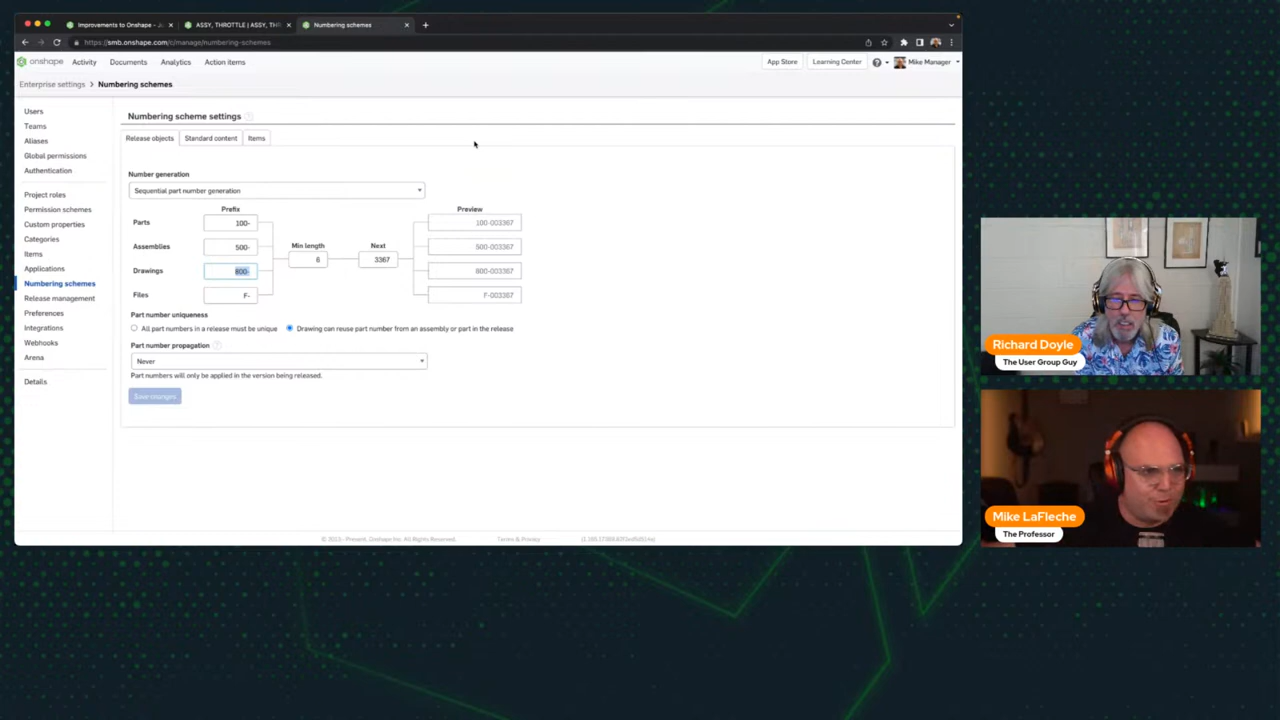 Improvements to Onshape -
ASSY, THROTTLE | ASSY, THR
Numbering schemes
https://smb.onshape.com/c/manage/numbering-schemes
onshape
Activity
Documents
Analytics
Action items
App Store
Learning Center
Mike Manager
Enterprise settings > Numbering schemes
Users
Teams
Aliases
Global permissions
Authentication
Project roles
Permission schemes
Custom properties
Categories
Items
Applications
Numbering schemes
Release management
Preferences
Integrations
Webhooks
Arena
Details
Numbering scheme settings
Release objects
Standard content
Items
Number generation
Sequential part number generation
Prefix
Preview
Parts
100-
100-003367
Assemblies
500-
Min length
Next
500-003367
6
3367
Drawings
800-
800-003367
Files
F-
F-003367
Part number uniqueness
All part numbers in a release must be unique
Drawing can reuse part number from an assembly or part in the release
Part number propagation
Never
Part numbers will only be applied in the version being released.
Save changes
© 2013 - Present, Onshape Inc. All Rights Reserved.
Terms & Privacy
Richard Doyle
The User Group Guy
Mike LaFleche
The Professor